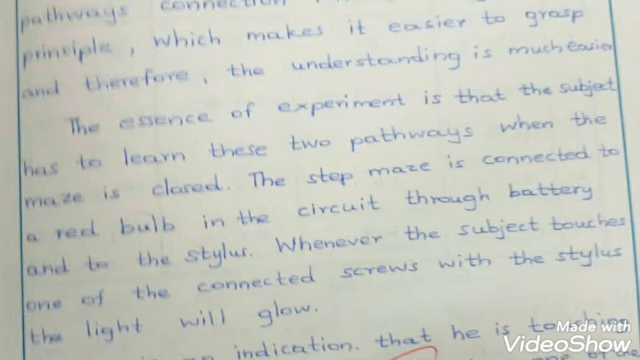 pathways connection
principle, which makes it easier to grasp
and therefore, the understanding is much easier
The essence of experiment is that the subject
has to learn these two pathways when the
maze is closed. The step maze is connected to
a red bulb in the circuit through battery
and to the stylus. Whenever the subject touches
one of the connected screws with the stylus
the light will glow.
indication. that he is touching
Made with
VideoShow